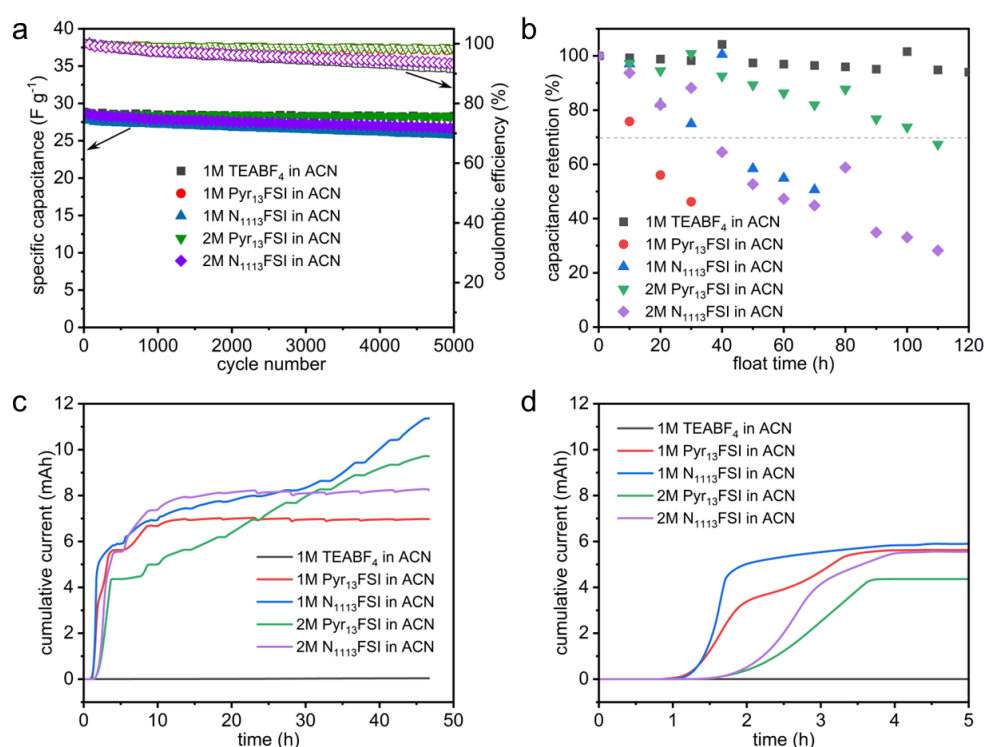 a
specific capacitance (F g⁻¹)
40
35
30
25
20
15
10
5
0
0 1000 2000 3000 4000 5000
cycle number
100
80
60
40
20
coulombic efficiency (%)
1M TEABF₄ in ACN
1M Pyr₁₃FSI in ACN
1M N₁₁₁₃FSI in ACN
2M Pyr₁₃FSI in ACN
2M N₁₁₁₃FSI in ACN
b
capacitance retention (%)
120
100
80
60
40
20
0
0 20 40 60 80 100 120
float time (h)
1M TEABF₄ in ACN
1M Pyr₁₃FSI in ACN
1M N₁₁₁₃FSI in ACN
2M Pyr₁₃FSI in ACN
2M N₁₁₁₃FSI in ACN
c
cumulative current (mAh)
12
10
8
6
4
2
0
0 10 20 30 40 50
time (h)
1M TEABF₄ in ACN
1M Pyr₁₃FSI in ACN
1M N₁₁₁₃FSI in ACN
2M Pyr₁₃FSI in ACN
2M N₁₁₁₃FSI in ACN
d
cumulative current (mAh)
12
10
8
6
4
2
0
0 1 2 3 4 5
time (h)
1M TEABF₄ in ACN
1M Pyr₁₃FSI in ACN
1M N₁₁₁₃FSI in ACN
2M Pyr₁₃FSI in ACN
2M N₁₁₁₃FSI in ACN